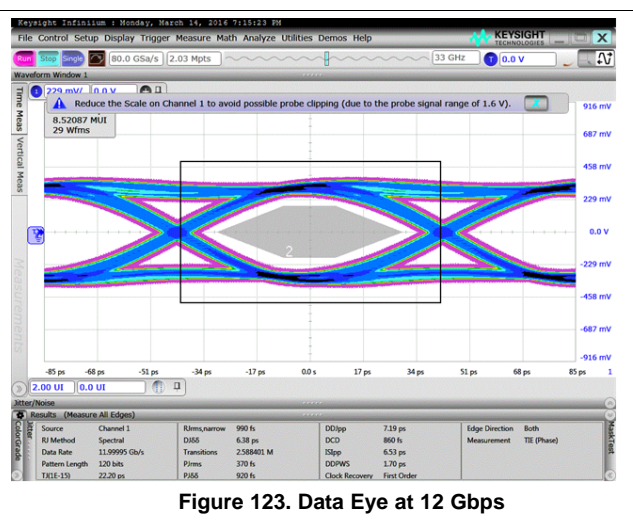 Keysight Infiniium : Monday, March 14, 2016 7:15:23 PM
File Control Setup Display Trigger Measure Math Analyze Utilities Demos Help
KEYSIGHT TECHNOLOGIES
Run Stop Single 80.0 GSa/s 2.03 Mpts 33 GHz T 0.0 V
Waveform Window 1
1 229 mV/ 0.0 V
Reduce the Scale on Channel 1 to avoid possible probe clipping (due to the probe signal range of 1.6 V).
8.52087 MUI
29 Wfms
Time Meas
Vertical Meas
Measurements
916 mV
687 mV
458 mV
229 mV
0.0 V
-229 mV
-458 mV
-687 mV
-916 mV
2
-85 ps -68 ps -51 ps -34 ps -17 ps 0.0 s 17 ps 34 ps 51 ps 68 ps 85 ps 1
2.00 UI 0.0 UI
Jitter/Noise
Results (Measure All Edges)
ColorGrade
Jitter
MaskTest
Source Channel 1 RJrms,narrow 990 fs DDJpp 7.19 ps Edge Direction Both
RJ Method Spectral DJδδ 6.38 ps DCD 860 fs Measurement TIE (Phase)
Data Rate 11.99995 Gb/s Transitions 2.588401 M ISIpp 6.53 ps
Pattern Length 120 bits PJrms 370 fs DDPWS 1.70 ps
TJ(1E-15) 22.20 ps PJδδ 920 fs Clock Recovery First Order
Figure 123. Data Eye at 12 Gbps